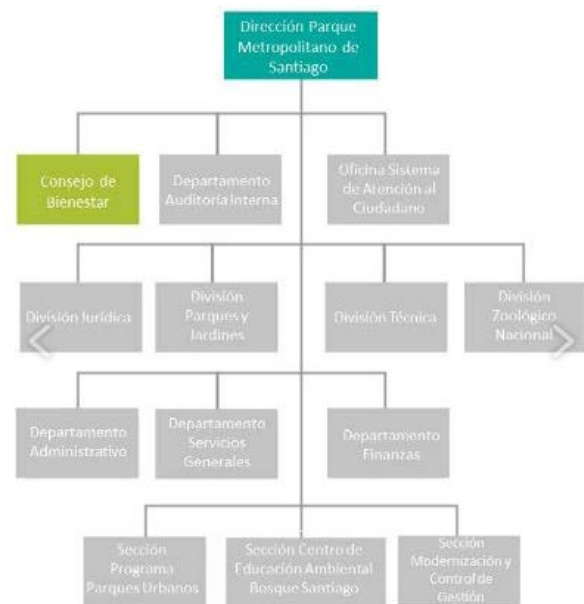 Dirección Parque
Metropolitano de
Santiago
Consejo de
Bienestar
Departamento
Auditoría Interna
Oficina Sistema
de Atención al
Ciudadano
División Jurídica
División
Parques y
Jardines
División Técnica
División
Zoológico
Nacional
Departamento
Administrativo
Departamento
Servicios
Generales
Departamento
Finanzas
Sección
Programa
Parques Urbanos
Sección Centro de
Educación Ambiental
Bosque Santiago
Sección
Modernización y
Control de
Gestión